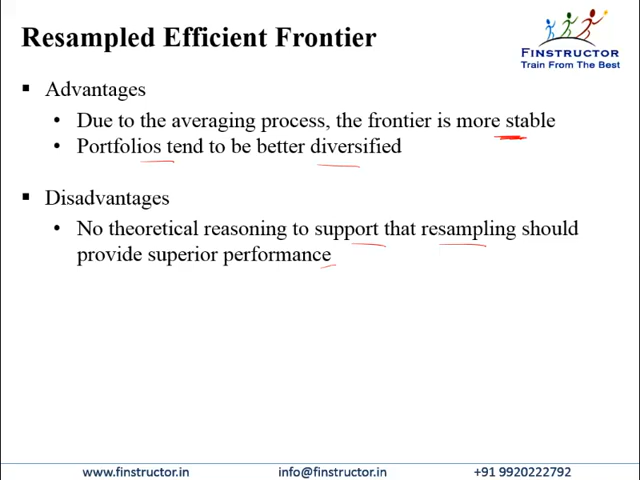 Resampled Efficient Frontier
FINSTRUCTOR
TRAIN FROM THE BEST
▪ Advantages
• Due to the averaging process, the frontier is more stable
• Portfolios tend to be better diversified
▪ Disadvantages
• No theoretical reasoning to support that resampling should
provide superior performance
www.finstructor.in info@finstructor.in +91 9920222792